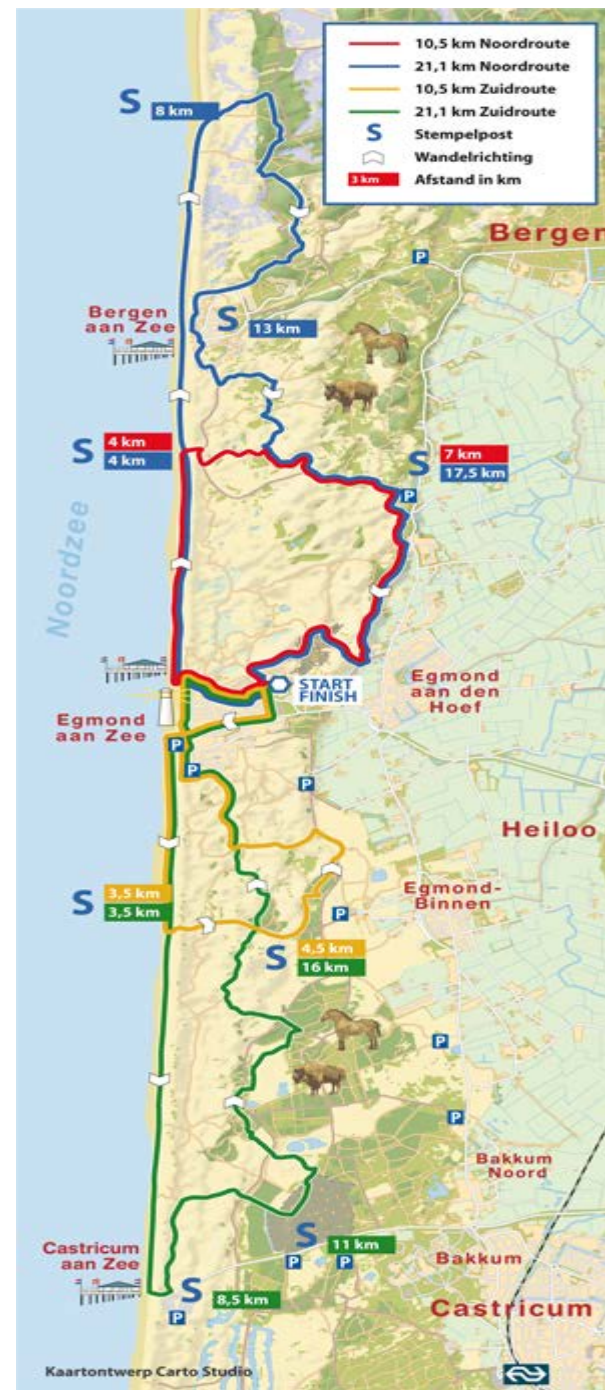 10,5 km Noordroute
21,1 km Noordroute
10,5 km Zuidroute
21,1 km Zuidroute
S Stempelpost
Wandelrichting
3 km Afstand in km
S 8 km
Bergen
P
Bergen
aan Zee
S 13 km
S 4 km
4 km
S 7 km
17,5 km
P
Noordzee
START
FINISH
Egmond
aan den
Hoef
Egmond
aan Zee
P
P
P
Heiloo
S 3,5 km
3,5 km
Egmond-
Binnen
P
S 4,5 km
16 km
P
P
Bakkum
Noord
S 11 km
P
P
Castricum
aan Zee
Bakkum
S 8,5 km
P
Castricum
Kaartontwerp Carto Studio